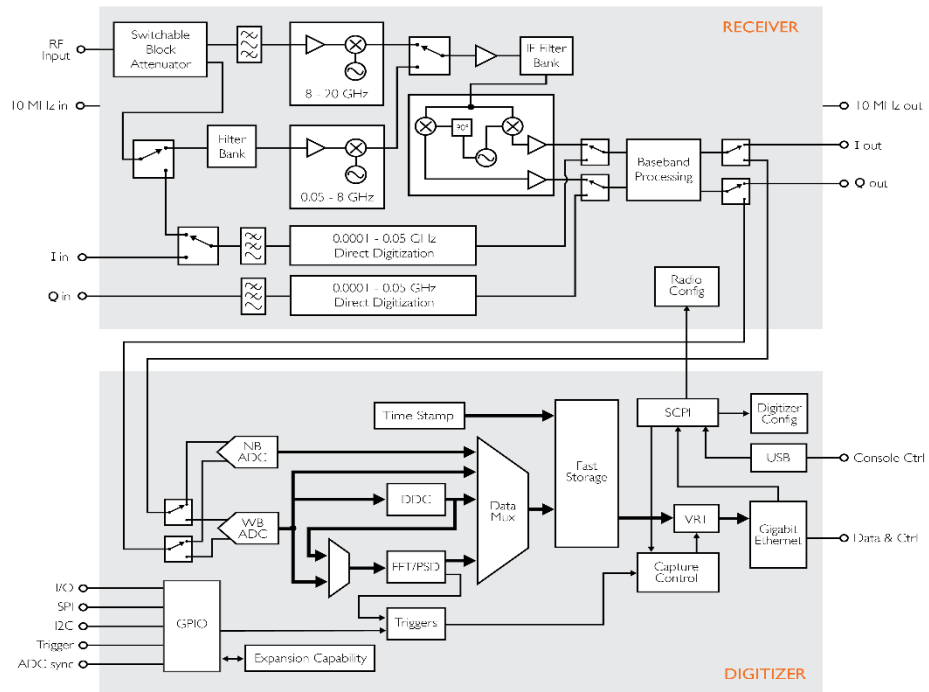 RECEIVER
RF
Input
Switchable
Block
Attenuator
8 - 20 GHz
IF Filter
Bank
10 MHz in
10 MHz out
Filter
Bank
0.05 - 8 GHz
90°
Baseband
Processing
I out
Q out
I in
0.0001 - 0.05 GHz
Direct Digitization
Q in
0.0001 - 0.05 GHz
Direct Digitization
Radio
Config
Time Stamp
Fast
Storage
SCPI
Digitizer
Config
NB
ADC
USB
Console Ctrl
WB
ADC
DDC
Data
Mux
VRT
Gigabit
Ethernet
Data & Ctrl
FFT/PSD
Capture
Control
I/O
SPI
I2C
Trigger
ADC sync
GPIO
Triggers
Expansion Capability
DIGITIZER